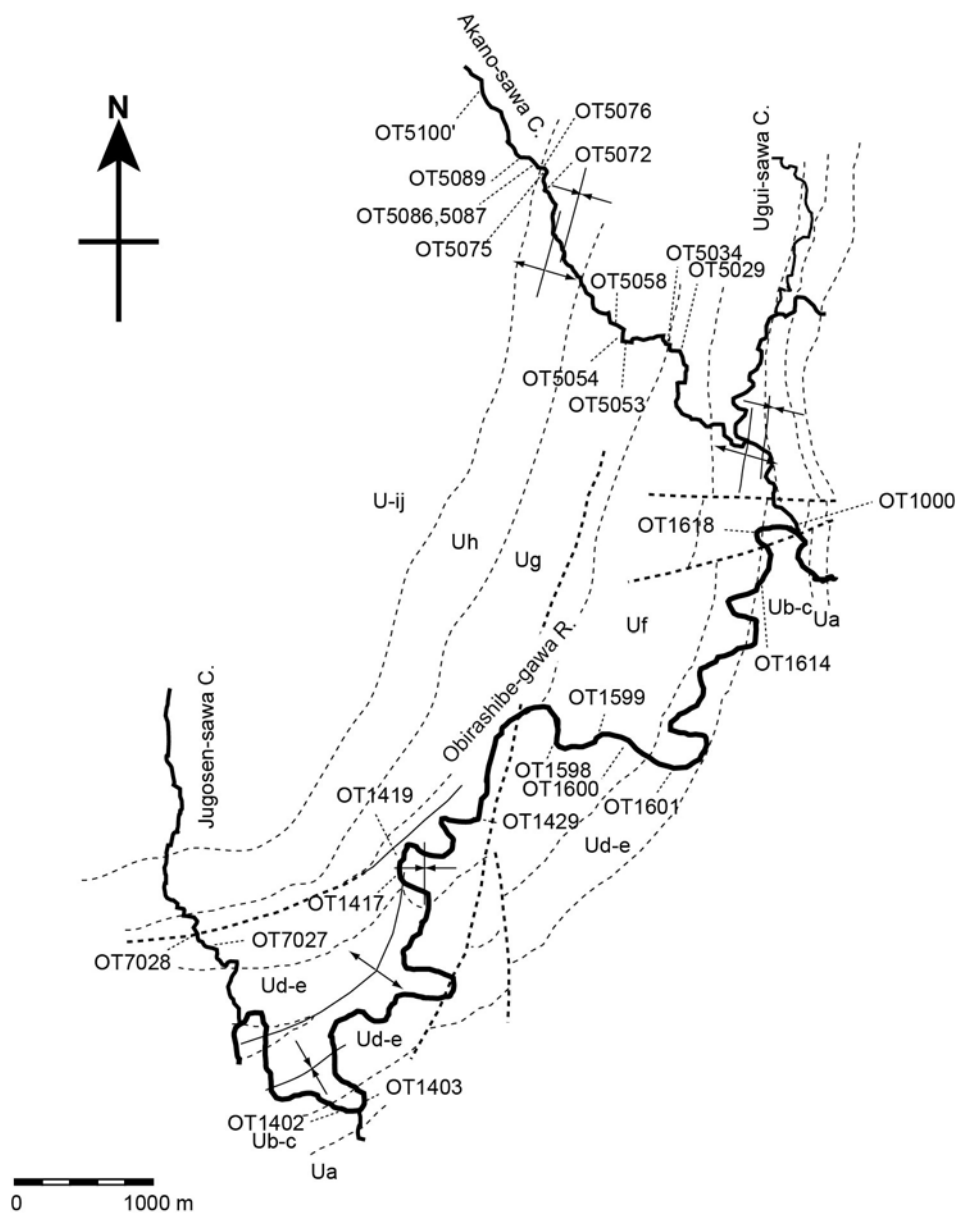 Akano-sawa C.
N
OT5076
OT5100'
OT5072
Ugui-sawa C.
OT5089
OT5086,5087
OT5075
OT5034
OT5029
OT5058
OT5054
OT5053
U-ij
OT1000
OT1618
Uh
Ug
Ub-c
Ua
Uf
OT1614
Obirashibe-gawa R.
Jugosen-sawa C.
OT1599
OT1598
OT1600
OT1419
OT1601
OT1429
Ud-e
OT1417
OT7027
OT7028
Ud-e
Ud-e
OT1403
OT1402
Ub-c
Ua
0 1000 m